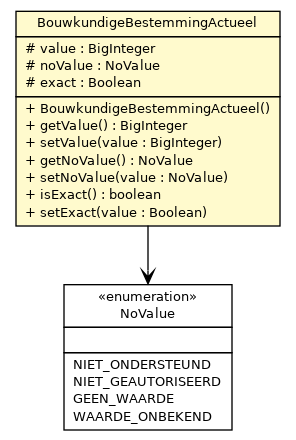 BouwkundigeBestemmingActueel
# value : BigInteger
# noValue : NoValue
# exact : Boolean
+ BouwkundigeBestemmingActueel()
+ getValue() : BigInteger
+ setValue(value : BigInteger)
+ getNoValue() : NoValue
+ setNoValue(value : NoValue)
+ isExact() : boolean
+ setExact(value : Boolean)
«enumeration»
NoValue
NIET_ONDERSTEUND
NIET_GEAUTORISEERD
GEEN_WAARDE
WAARDE_ONBEKEND